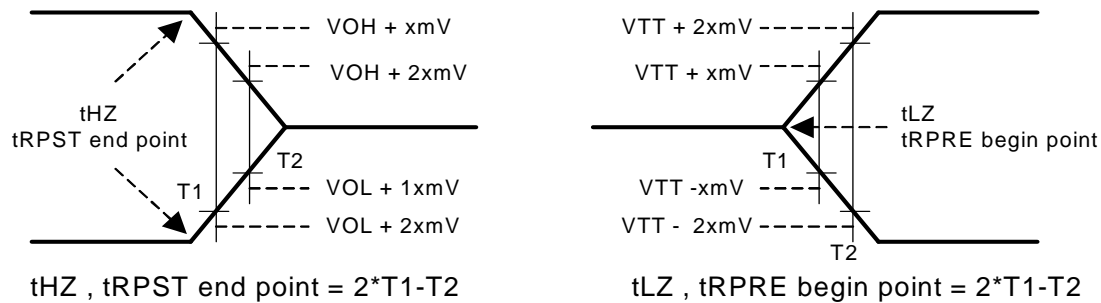 VOH + xmV
VOH + 2xmV
tHZ
tRPST end point
T2
T1
VOL + 1xmV
VOL + 2xmV
tHZ , tRPST end point = 2*T1-T2
VTT + 2xmV
VTT + xmV
tLZ
tRPRE begin point
T1
VTT -xmV
VTT - 2xmV
T2
tLZ , tRPRE begin point = 2*T1-T2